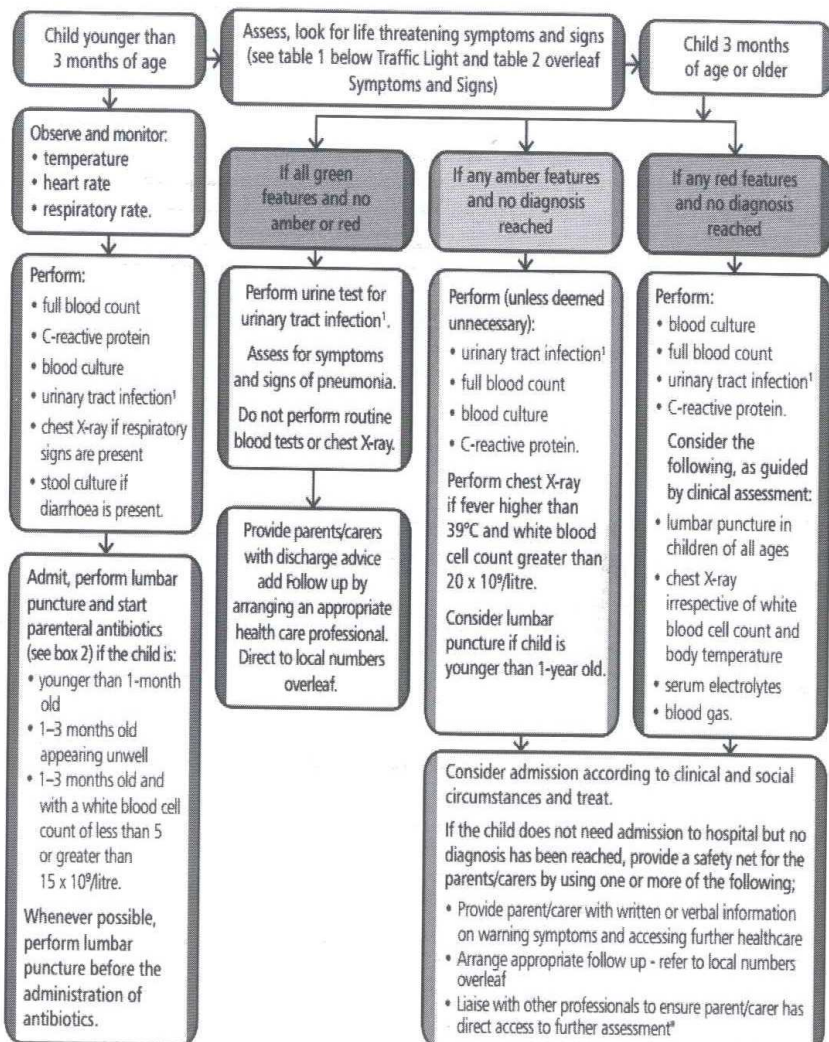 Child younger than
3 months of age
Assess, look for life threatening symptoms and signs
(see table 1 below Traffic Light and table 2 overleaf
Symptoms and Signs)
Child 3 months
of age or older
Observe and monitor:
• temperature
• heart rate
• respiratory rate.
Perform:
• full blood count
• C-reactive protein
• blood culture
• urinary tract infection¹
• chest X-ray if respiratory
signs are present
• stool culture if
diarrhoea is present.
Admit, perform lumbar
puncture and start
parenteral antibiotics
(see box 2) if the child is:
• younger than 1-month
old
• 1–3 months old
appearing unwell
• 1–3 months old and
with a white blood cell
count of less than 5
or greater than
15 x 10⁹/litre.
Whenever possible,
perform lumbar
puncture before the
administration of
antibiotics.
If all green
features and no
amber or red
Perform urine test for
urinary tract infection¹.
Assess for symptoms
and signs of pneumonia.
Do not perform routine
blood tests or chest X-ray.
Provide parents/carers
with discharge advice
add Follow up by
arranging an appropriate
health care professional.
Direct to local numbers
overleaf.
If any amber features
and no diagnosis
reached
Perform (unless deemed
unnecessary):
• urinary tract infection¹
• full blood count
• blood culture
• C-reactive protein.
Perform chest X-ray
if fever higher than
39°C and white blood
cell count greater than
20 x 10⁹/litre.
Consider lumbar
puncture if child is
younger than 1-year old.
If any red features
and no diagnosis
reached
Perform:
• blood culture
• full blood count
• urinary tract infection¹
• C-reactive protein.
Consider the
following, as guided
by clinical assessment:
• lumbar puncture in
children of all ages
• chest X-ray
irrespective of white
blood cell count and
body temperature
• serum electrolytes
• blood gas.
Consider admission according to clinical and social
circumstances and treat.
If the child does not need admission to hospital but no
diagnosis has been reached, provide a safety net for the
parents/carers by using one or more of the following;
• Provide parent/carer with written or verbal information
on warning symptoms and accessing further healthcare
• Arrange appropriate follow up - refer to local numbers
overleaf
• Liaise with other professionals to ensure parent/carer has
direct access to further assessment